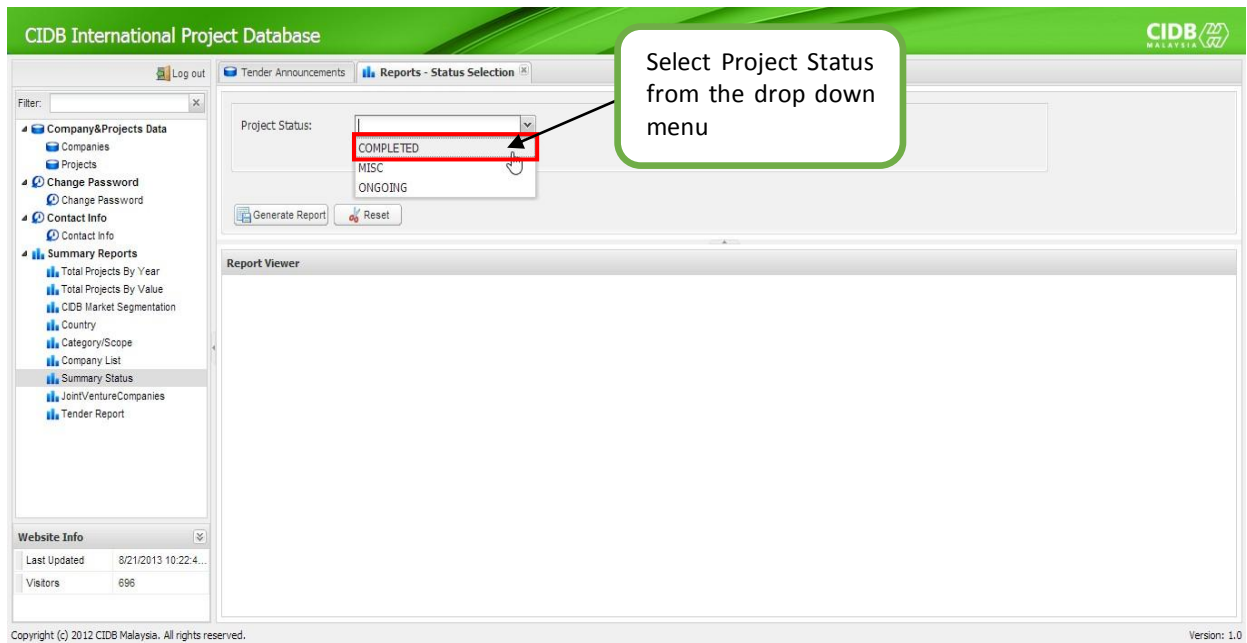 CIDB International Project Database
CIDB
MALAYSIA
Log out
Tender Announcements
Reports - Status Selection
Select Project Status
from the drop down
menu
Filter:
Company&Projects Data
Companies
Projects
Change Password
Change Password
Contact Info
Contact Info
Summary Reports
Total Projects By Year
Total Projects By Value
CIDB Market Segmentation
Country
Category/Scope
Company List
Summary Status
JointVentureCompanies
Tender Report
Project Status:
COMPLETED
MISC
ONGOING
Generate Report
Reset
Report Viewer
Website Info
Last Updated 8/21/2013 10:22:4...
Visitors 696
Copyright (c) 2012 CIDB Malaysia. All rights reserved.
Version: 1.0